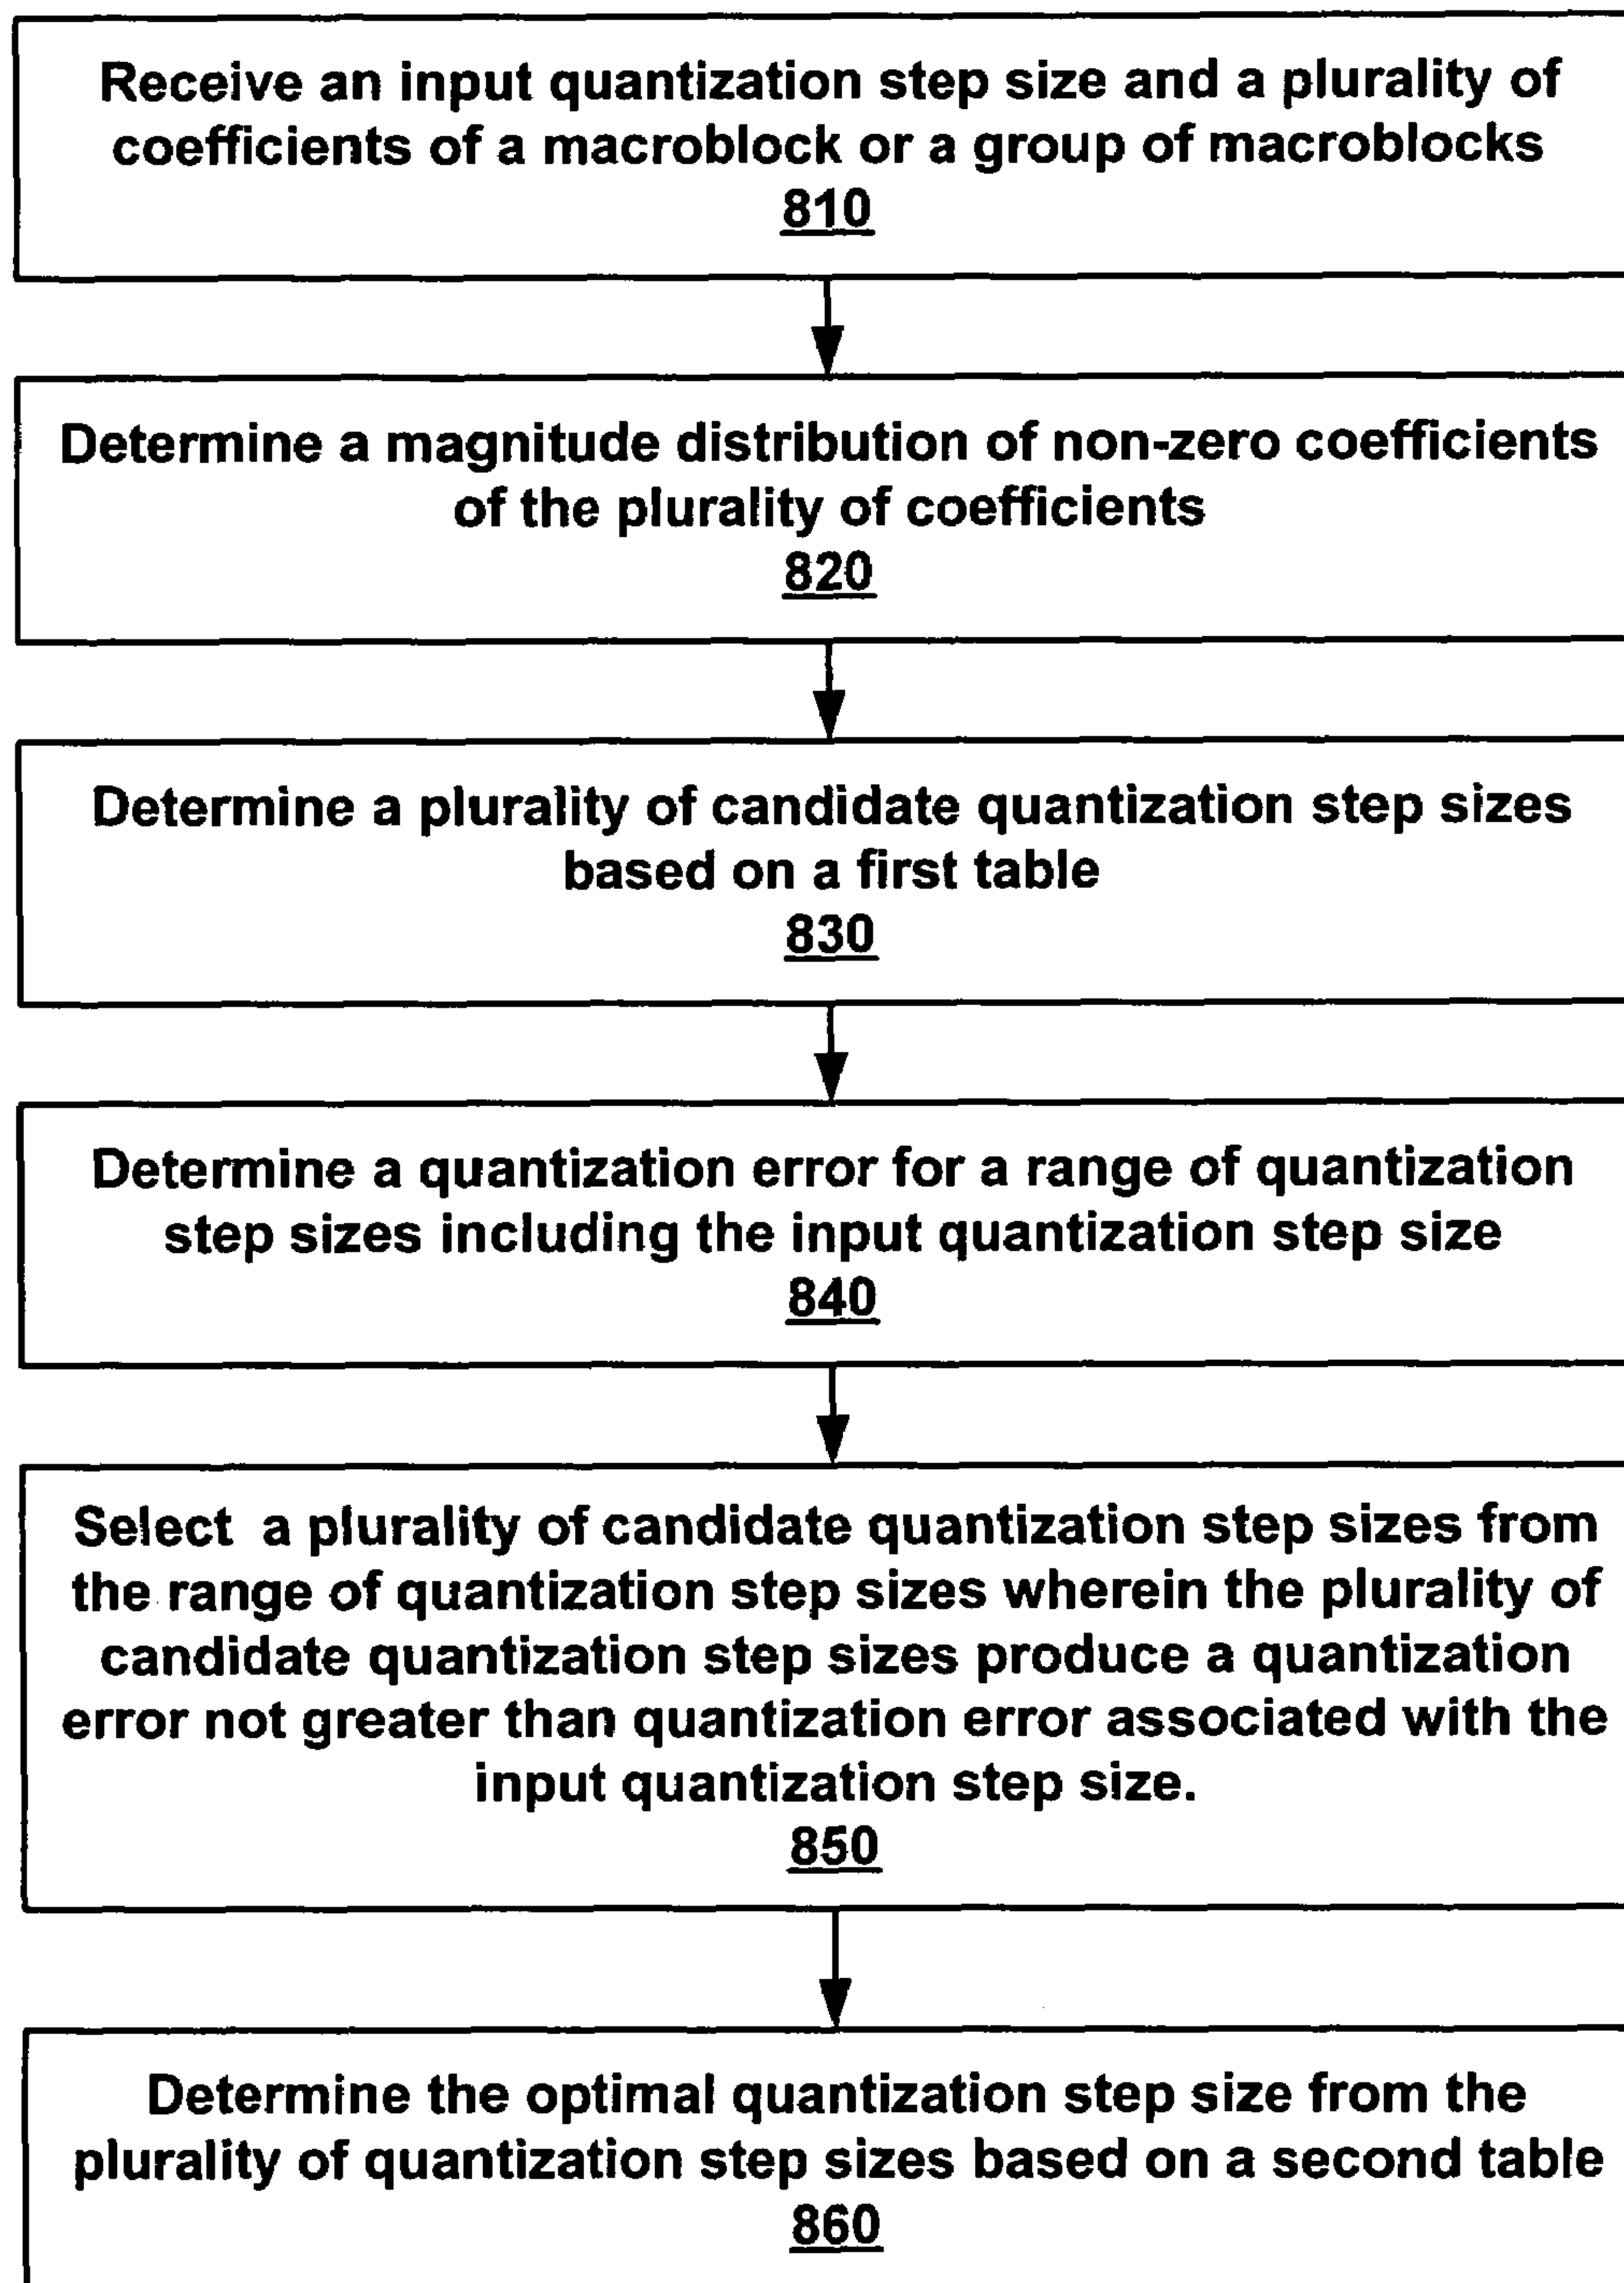 Receive an input quantization step size and a plurality of
coefficients of a macroblock or a group of macroblocks
810
Determine a magnitude distribution of non-zero coefficients
of the plurality of coefficients
820
Determine a plurality of candidate quantization step sizes
based on a first table
830
Determine a quantization error for a range of quantization
step sizes including the input quantization step size
840
Select a plurality of candidate quantization step sizes from
the range of quantization step sizes wherein the plurality of
candidate quantization step sizes produce a quantization
error not greater than quantization error associated with the
input quantization step size.
850
Determine the optimal quantization step size from the
plurality of quantization step sizes based on a second table
860